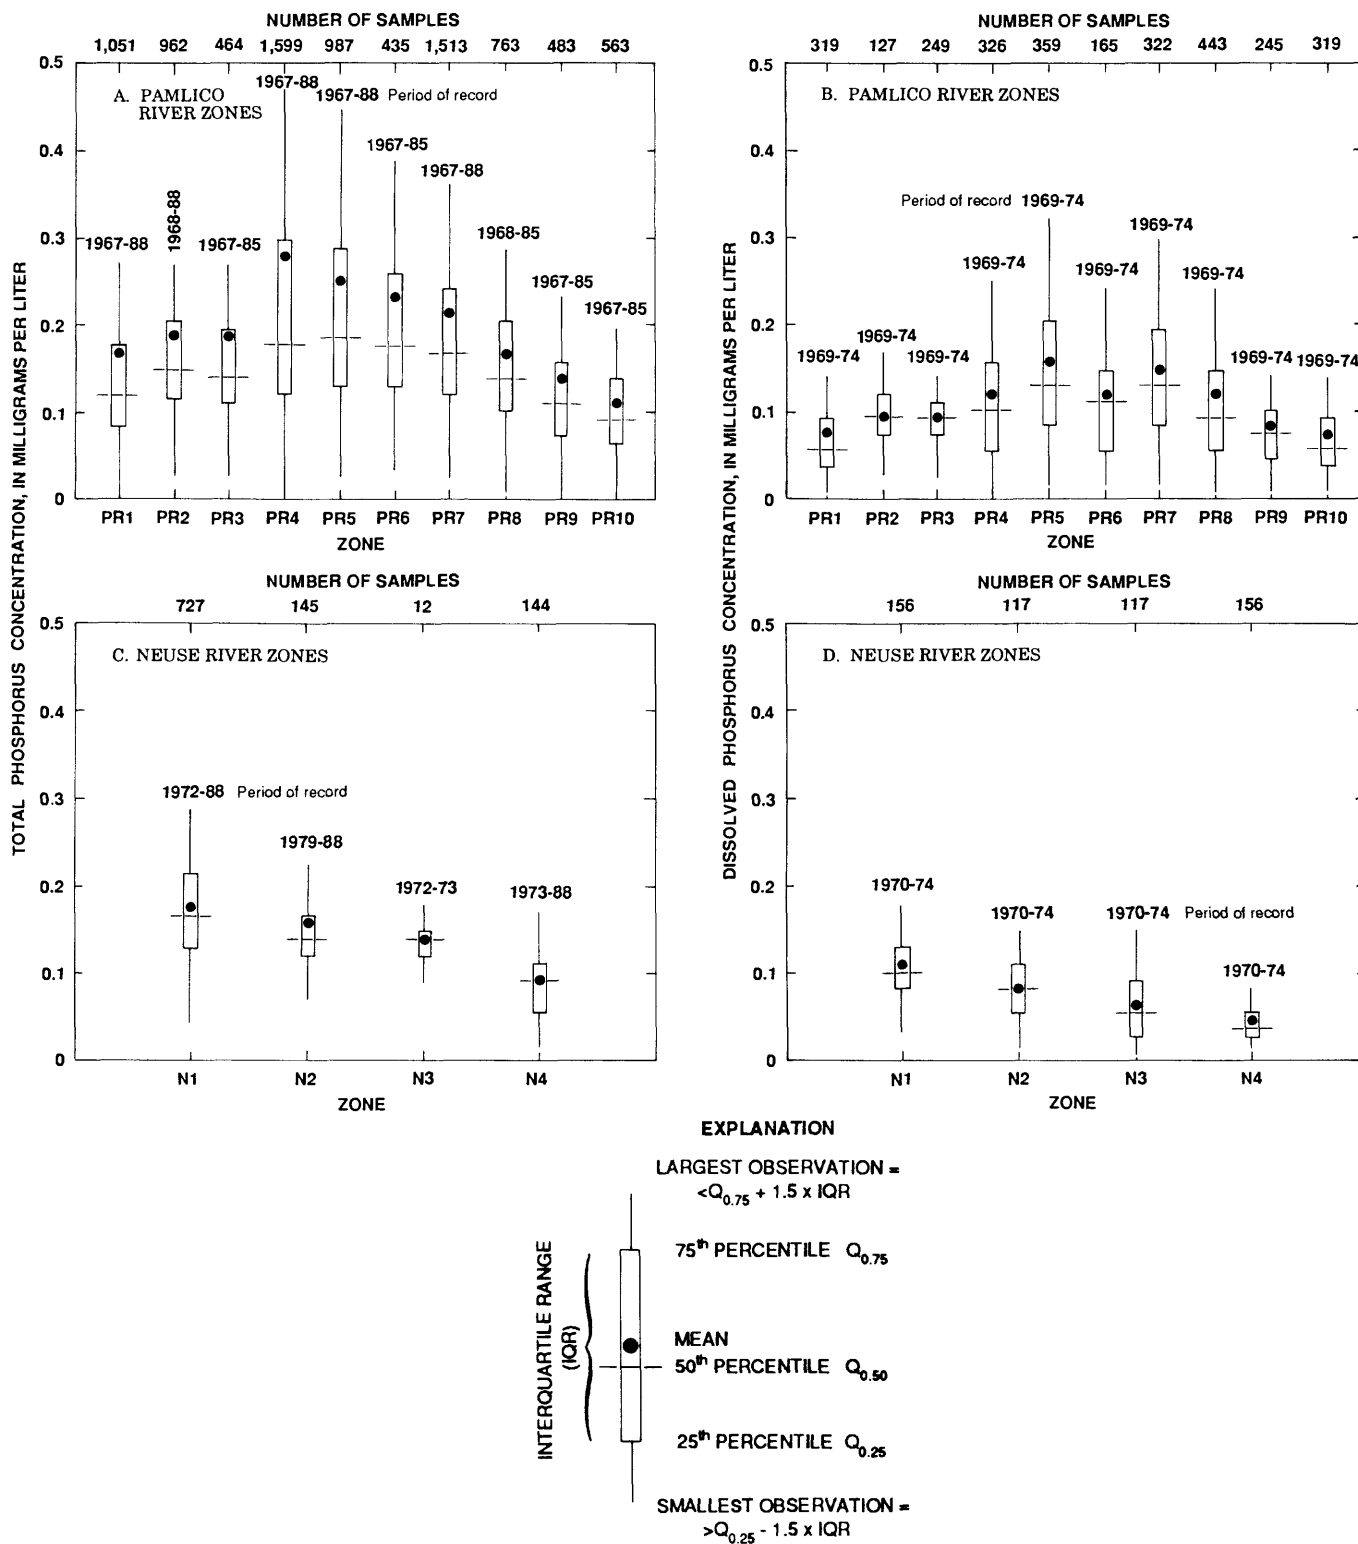 NUMBER OF SAMPLES
1,051 962 464 1,599 987 435 1,513 763 483 563
TOTAL PHOSPHORUS CONCENTRATION, IN MILLIGRAMS PER LITER
0.5
0.4
0.3
0.2
0.1
0
A. PAMLICO
RIVER ZONES
1967-88
1968-88
1967-85
1967-88
1967-88 Period of record
1967-85
1967-88
1968-85
1967-85
1967-85
PR1 PR2 PR3 PR4 PR5 PR6 PR7 PR8 PR9 PR10
ZONE
NUMBER OF SAMPLES
319 127 249 326 359 165 322 443 245 319
DISSOLVED PHOSPHORUS CONCENTRATION, IN MILLIGRAMS PER LITER
0.5
0.4
0.3
0.2
0.1
0
B. PAMLICO RIVER ZONES
1969-74
1969-74
1969-74
1969-74
Period of record 1969-74
1969-74
1969-74
1969-74
1969-74
1969-74
PR1 PR2 PR3 PR4 PR5 PR6 PR7 PR8 PR9 PR10
ZONE
NUMBER OF SAMPLES
727 145 12 144
0.5
0.4
0.3
0.2
0.1
0
C. NEUSE RIVER ZONES
1972-88 Period of record
1979-88
1972-73
1973-88
N1 N2 N3 N4
ZONE
NUMBER OF SAMPLES
156 117 117 156
0.5
0.4
0.3
0.2
0.1
0
D. NEUSE RIVER ZONES
1970-74
1970-74
1970-74 Period of record
1970-74
N1 N2 N3 N4
ZONE
EXPLANATION
LARGEST OBSERVATION =
<Q0.75 + 1.5 x IQR
75th PERCENTILE Q0.75
INTERQUARTILE RANGE
(IQR)
MEAN
50th PERCENTILE Q0.50
25th PERCENTILE Q0.25
SMALLEST OBSERVATION =
>Q0.25 - 1.5 x IQR